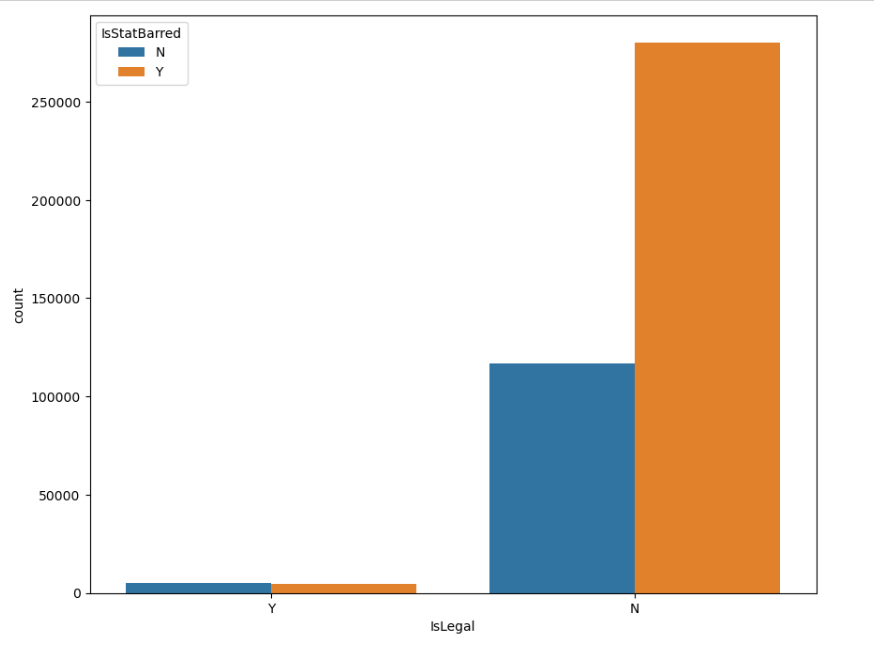 IsStatBarred
N
Y
250000
200000
150000
100000
50000
0
count
Y
N
IsLegal